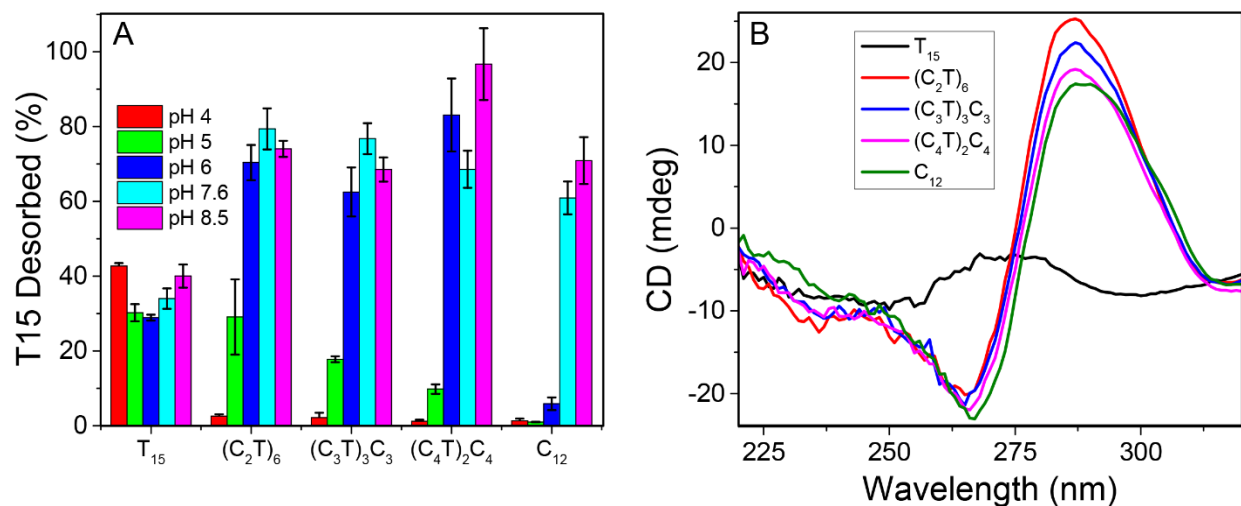 A
T15 Desorbed (%)
100
80
60
40
20
0
pH 4
pH 5
pH 6
pH 7.6
pH 8.5
T₁₅
(C₂T)₆
(C₃T)₃C₃
(C₄T)₂C₄
C₁₂
B
CD (mdeg)
20
10
0
-10
-20
T₁₅
(C₂T)₆
(C₃T)₃C₃
(C₄T)₂C₄
C₁₂
225
250
275
300
Wavelength (nm)